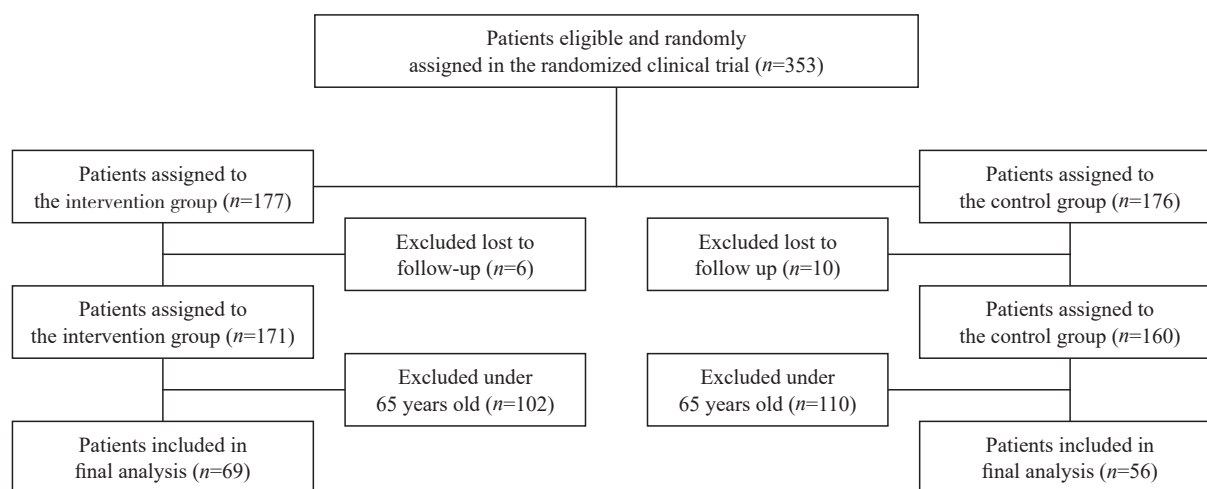 Patients eligible and randomly
assigned in the randomized clinical trial (n=353)
Patients assigned to
the intervention group (n=177)
Patients assigned to
the control group (n=176)
Excluded lost to
follow-up (n=6)
Excluded lost to
follow up (n=10)
Patients assigned to
the intervention group (n=171)
Patients assigned to
the control group (n=160)
Excluded under
65 years old (n=102)
Excluded under
65 years old (n=110)
Patients included in
final analysis (n=69)
Patients included in
final analysis (n=56)